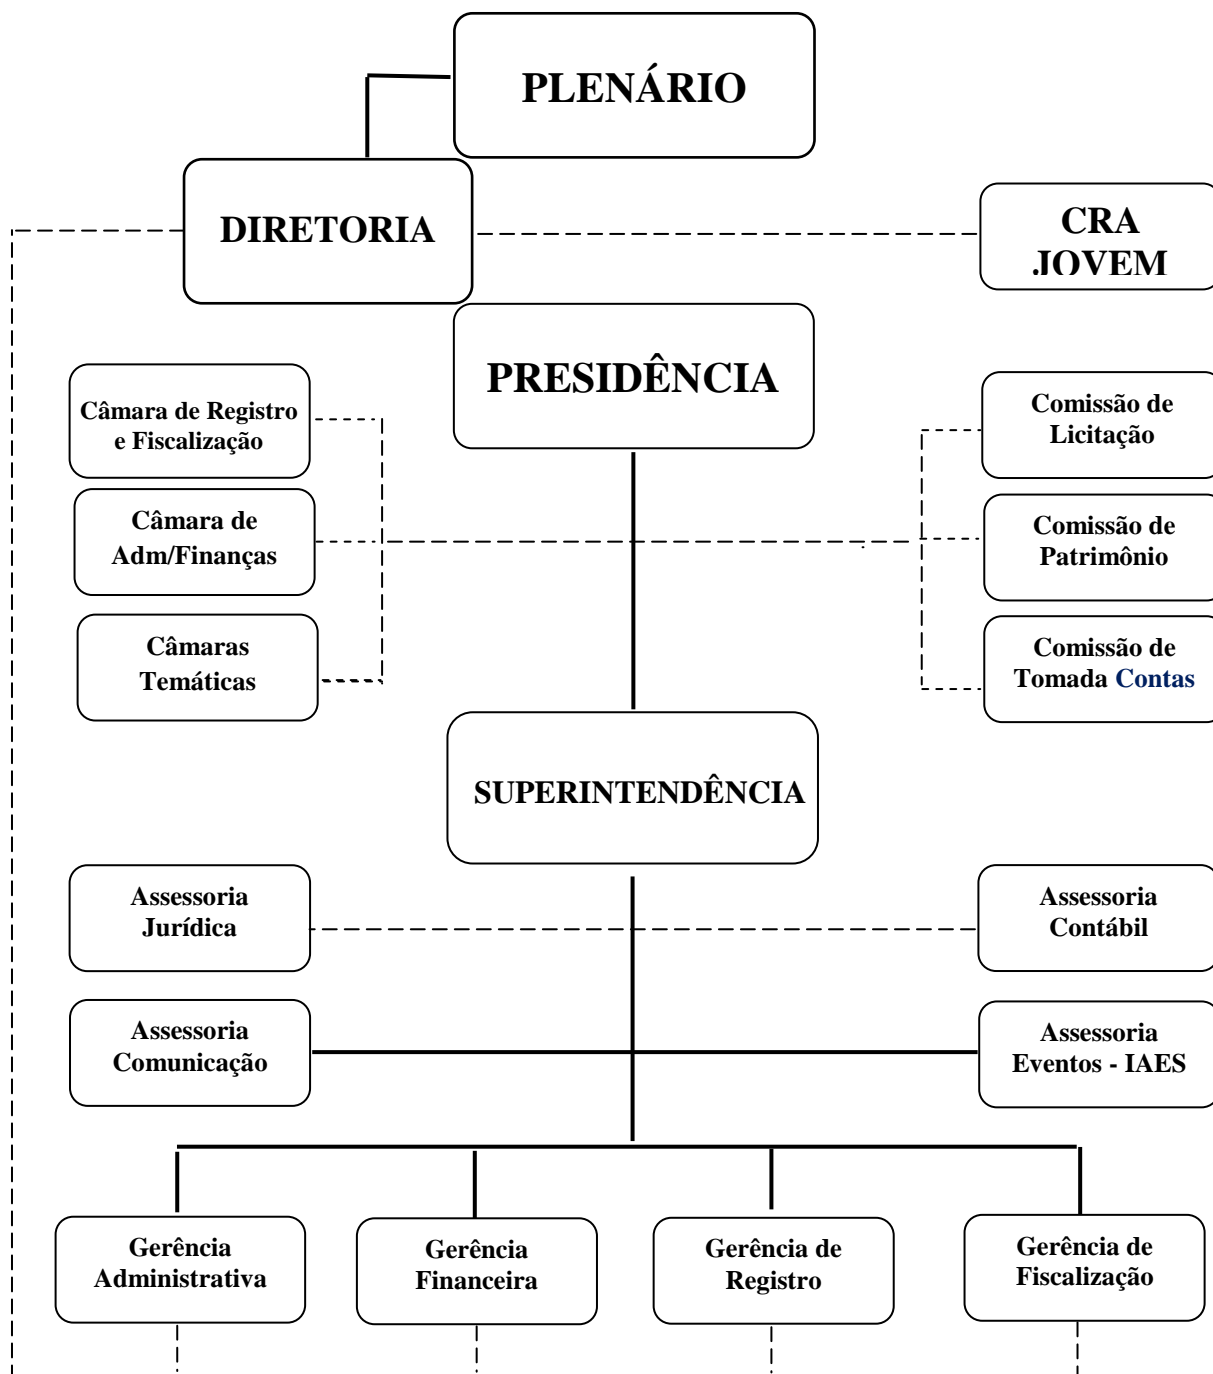 PLENÁRIO
DIRETORIA
CRA
JOVEM
PRESIDÊNCIA
Câmara de Registro
e Fiscalização
Comissão de
Licitação
Câmara de
Adm/Finanças
Comissão de
Patrimônio
Câmaras
Temáticas
Comissão de
Tomada Contas
SUPERINTENDÊNCIA
Assessoria
Jurídica
Assessoria
Contábil
Assessoria
Comunicação
Assessoria
Eventos - IAES
Gerência
Administrativa
Gerência
Financeira
Gerência de
Registro
Gerência de
Fiscalização